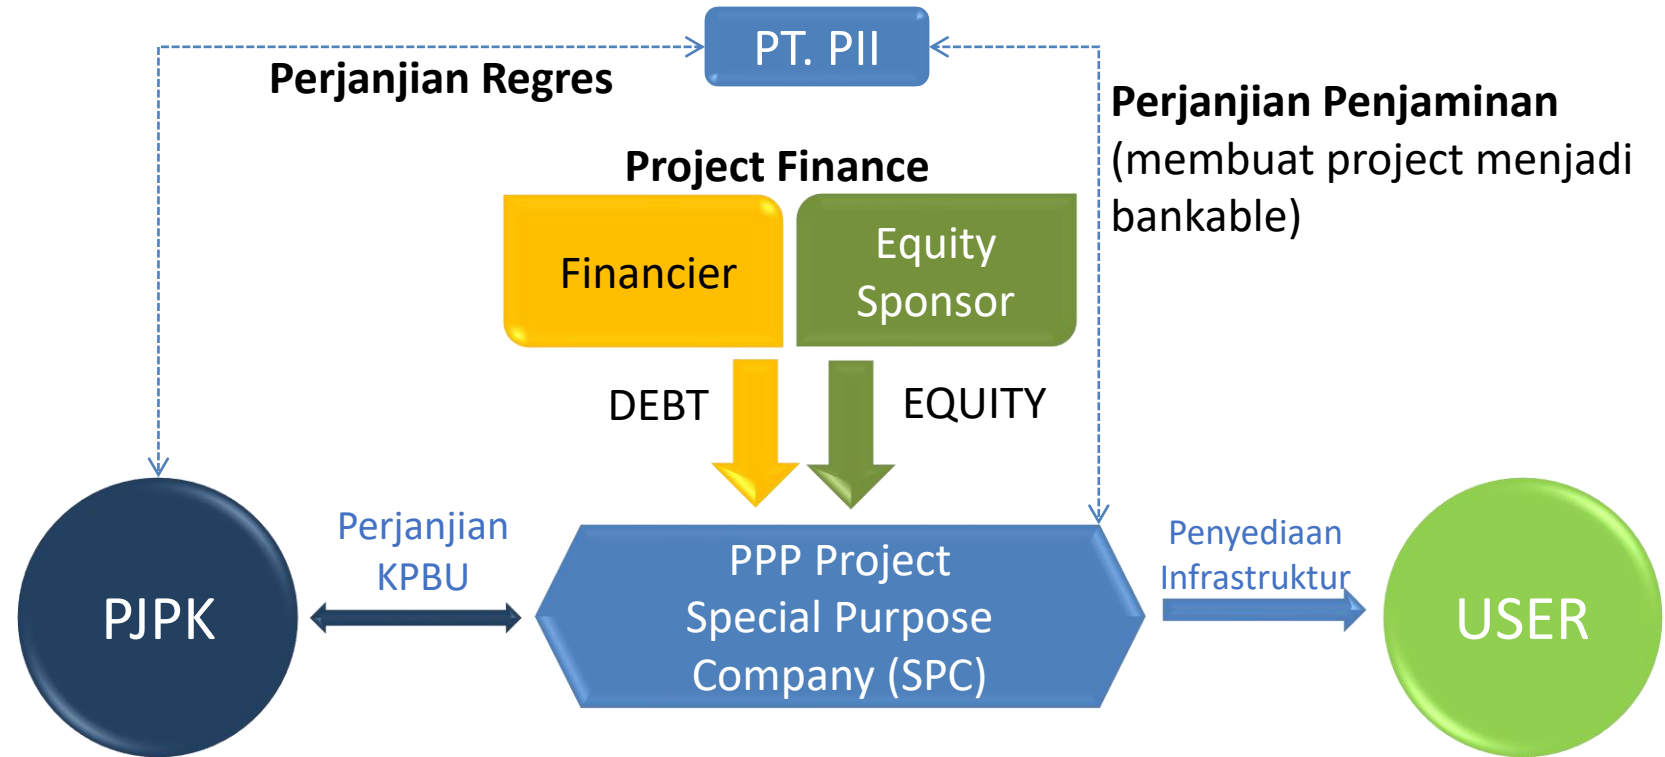 PT. PII
Perjanjian Regres
Perjanjian Penjaminan
(membuat project menjadi
bankable)
Project Finance
Financier
Equity
Sponsor
DEBT
EQUITY
PJPK
Perjanjian
KPBU
PPP Project
Special Purpose
Company (SPC)
Penyediaan
Infrastruktur
USER